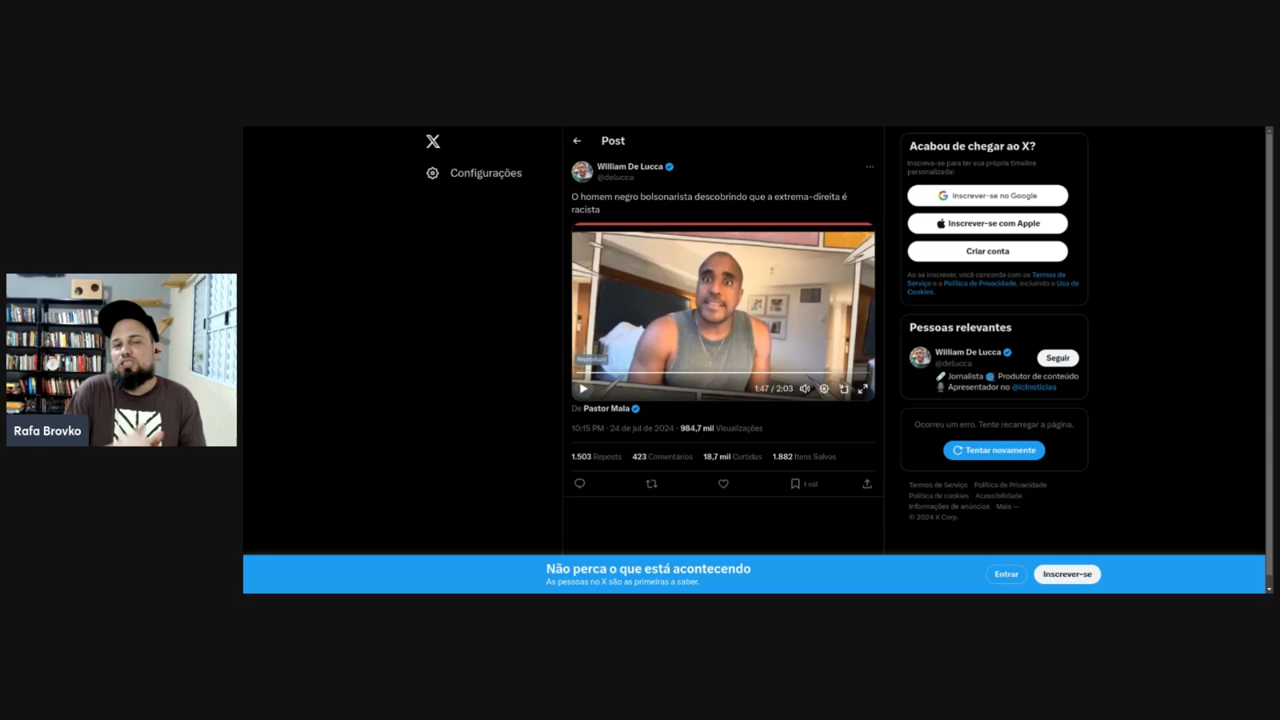 Rafa Brovko
Configurações
Post
William De Lucca
@delucca
O homem negro bolsonarista descobrindo que a extrema-direita é
racista
Reprodução
1:47 / 2:03
De Pastor Mala
10:15 PM · 24 de jul de 2024 · 984,7 mil Visualizações
1.503 Reposts 423 Comentários 18,7 mil Curtidas 1.882 Itens Salvos
1 mil
Acabou de chegar ao X?
Inscreva-se para ter sua própria timeline
personalizada!
Inscrever-se no Google
Inscrever-se com Apple
Criar conta
Ao se inscrever, você concorda com os Termos de
Serviço e a Política de Privacidade, incluindo o Uso de
Cookies.
Pessoas relevantes
William De Lucca
@delucca
Seguir
Jornalista Produtor de conteúdo
Apresentador no @iclnoticias
Ocorreu um erro. Tente recarregar a página.
Tentar novamente
Termos de Serviço Política de Privacidade
Política de cookies Acessibilidade
Informações de anúncios Mais
© 2024 X Corp.
Não perca o que está acontecendo
As pessoas no X são as primeiras a saber.
Entrar
Inscrever-se